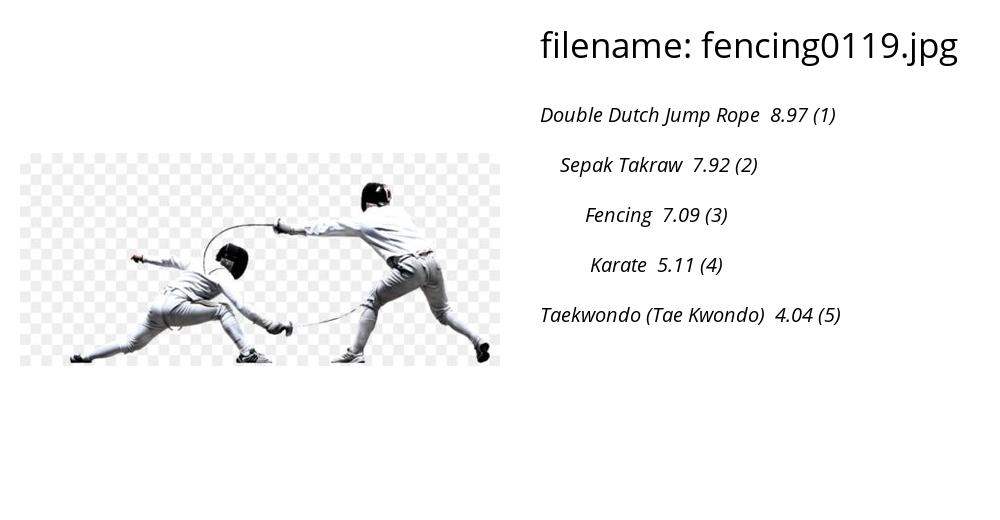 filename: fencing0119.jpg
Double Dutch Jump Rope 8.97 (1)
Sepak Takraw 7.92 (2)
Fencing 7.09 (3)
Karate 5.11 (4)
Taekwondo (Tae Kwondo) 4.04 (5)